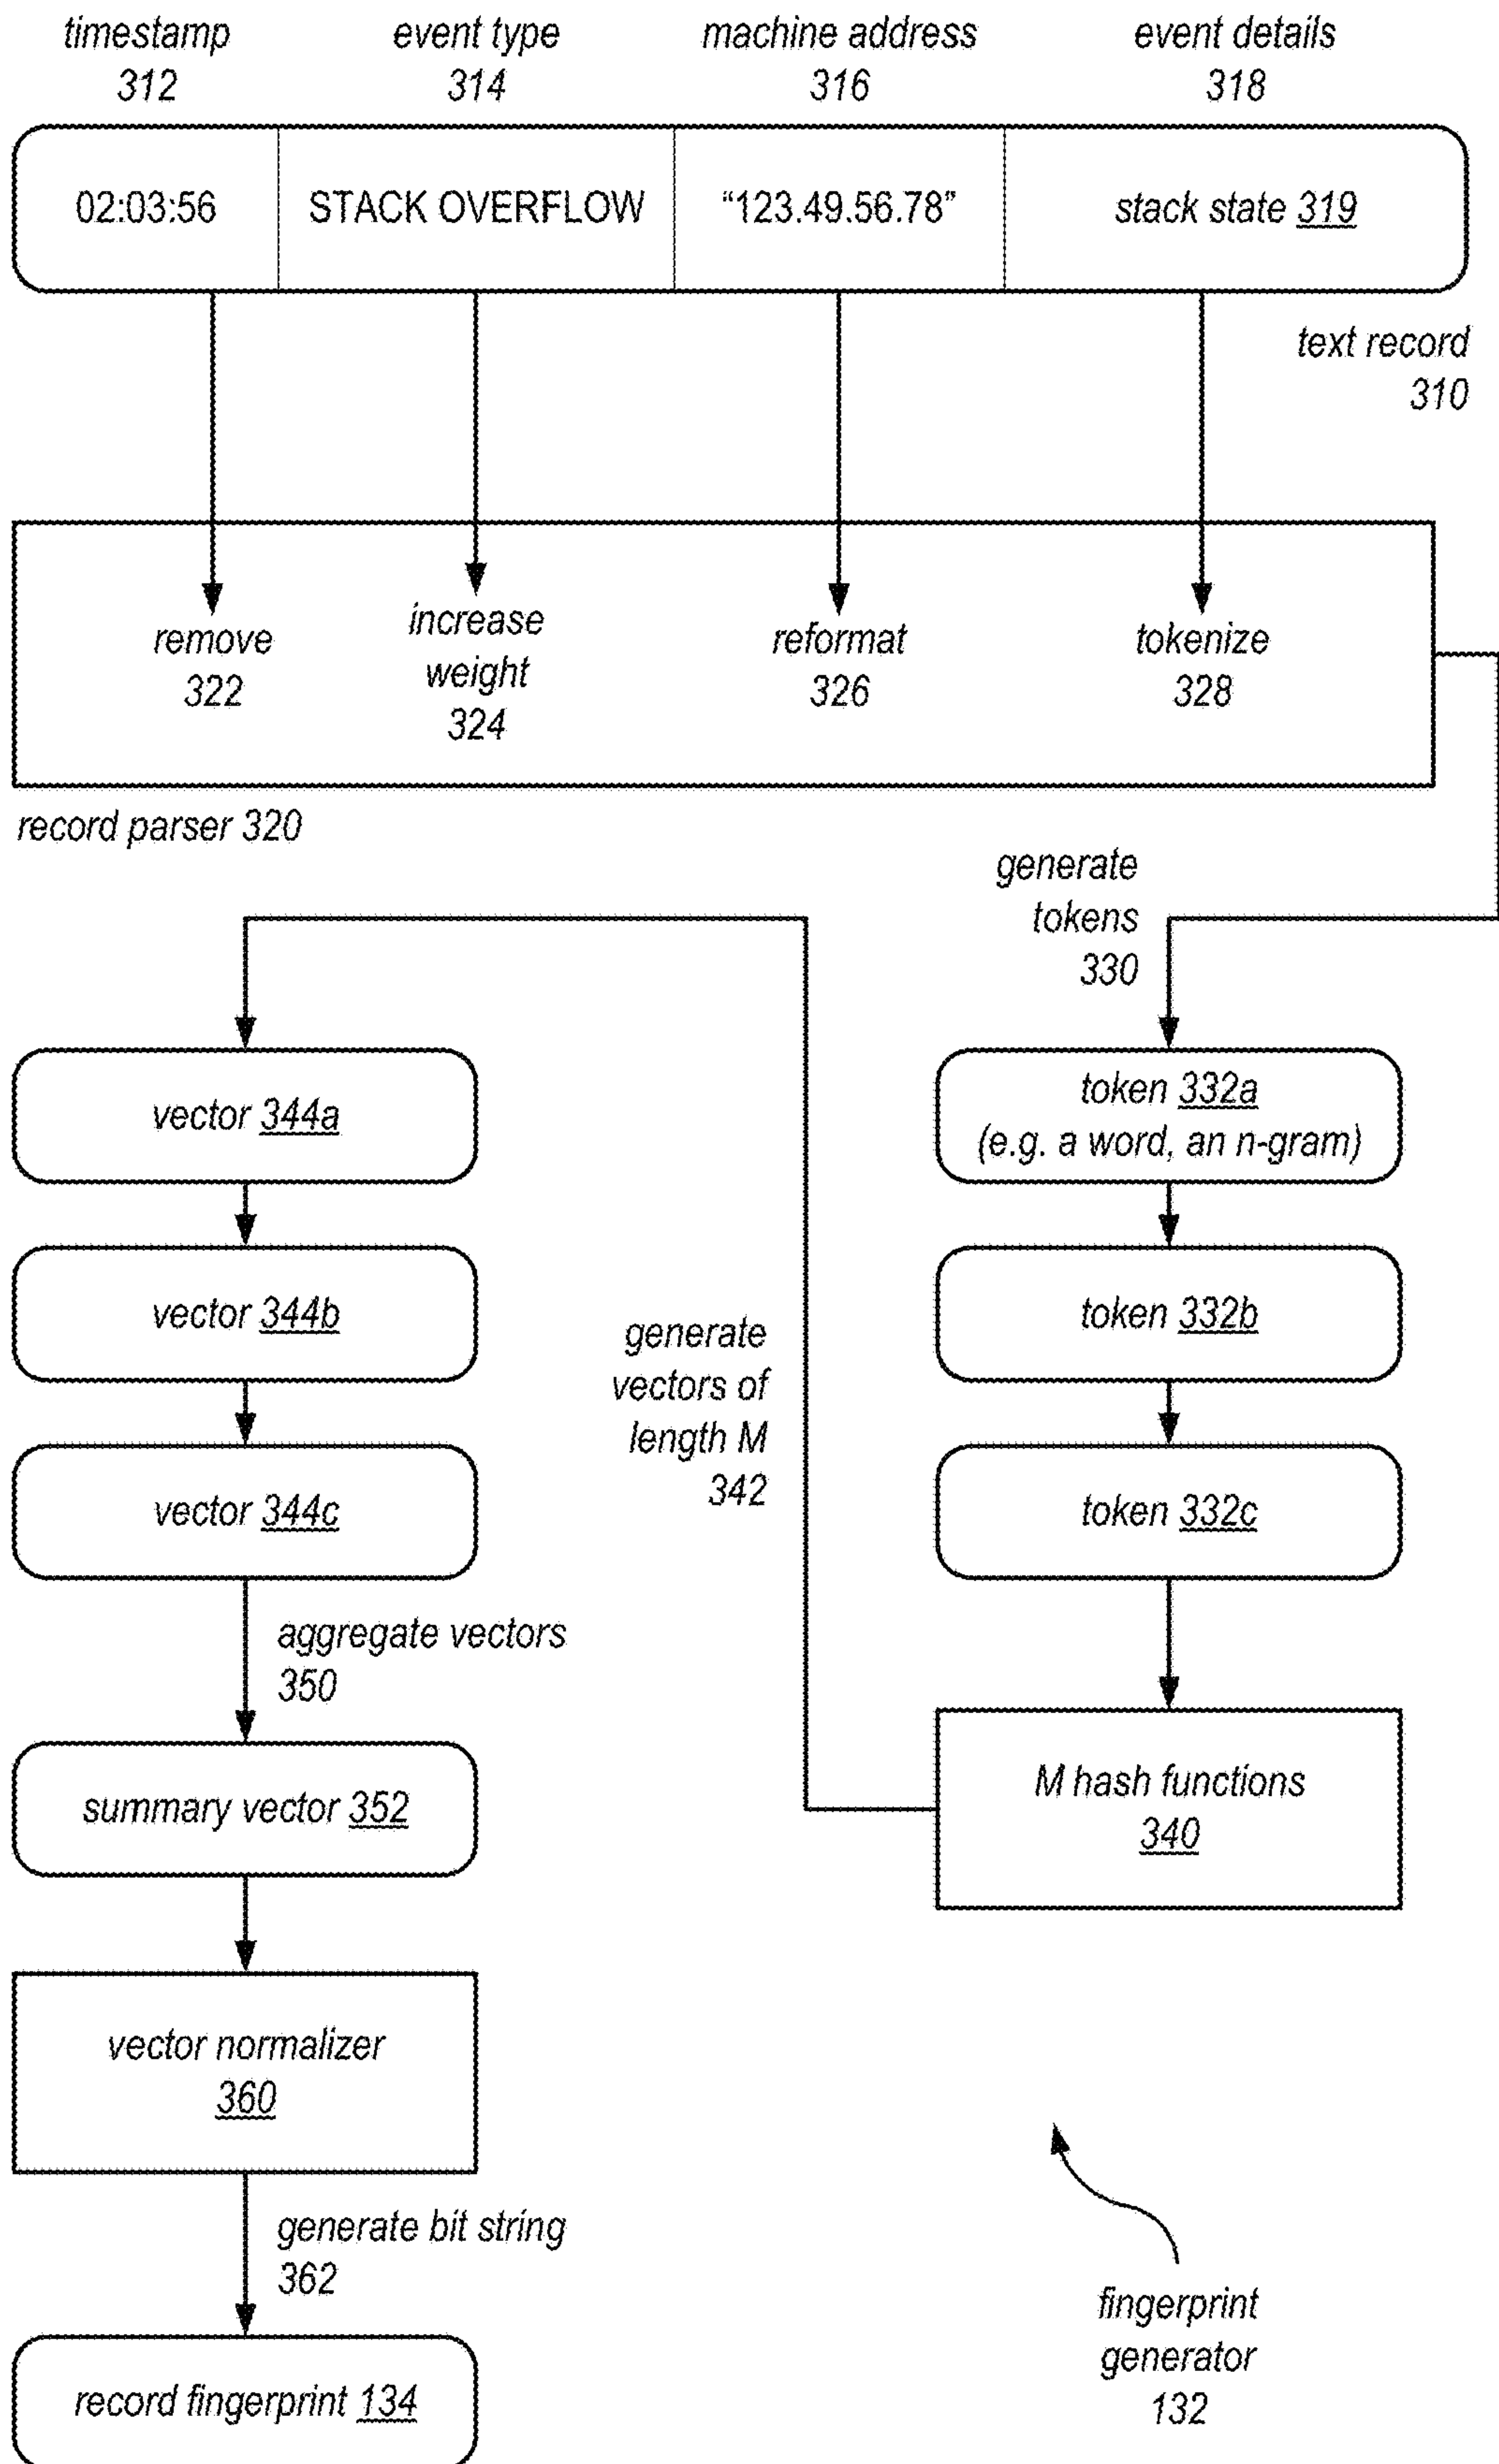 timestamp
312
event type
314
machine address
316
event details
318
02:03:56
STACK OVERFLOW
“123.49.56.78”
stack state 319
text record
310
remove
322
increase
weight
324
reformat
326
tokenize
328
record parser 320
generate
tokens
330
token 332a
(e.g. a word, an n-gram)
token 332b
token 332c
M hash functions
340
generate
vectors of
length M
342
vector 344a
vector 344b
vector 344c
aggregate vectors
350
summary vector 352
vector normalizer
360
generate bit string
362
record fingerprint 134
fingerprint
generator
132